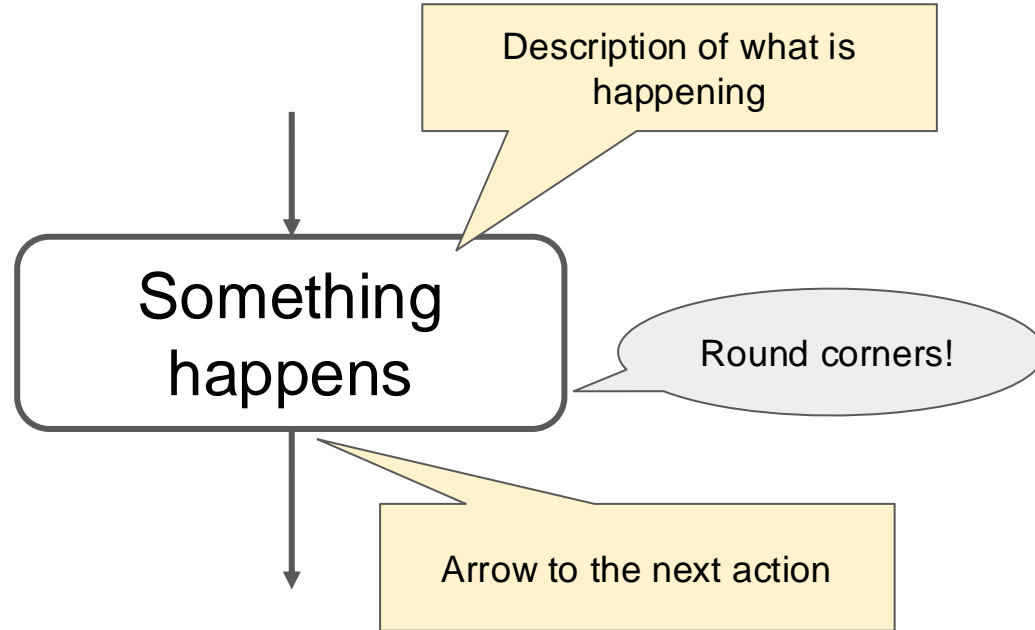 Description of what is
happening
Something
happens
Round corners!
Arrow to the next action